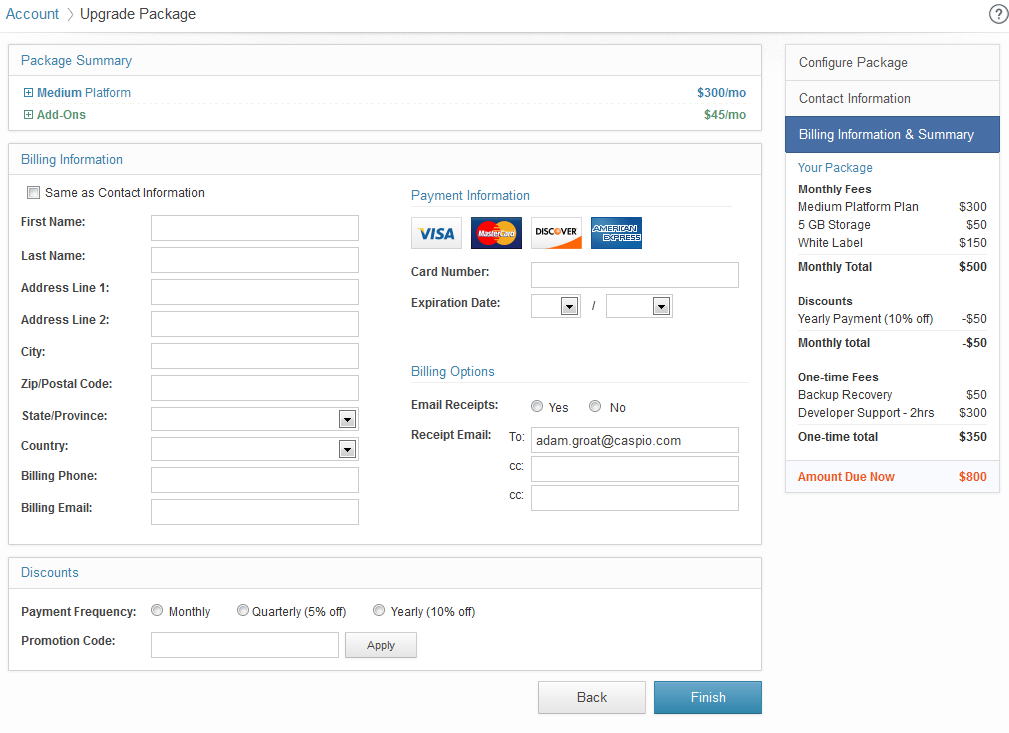 Account > Upgrade Package
?
Package Summary
Medium Platform $300/mo
Add-Ons $45/mo
Billing Information
Same as Contact Information
First Name:
Last Name:
Address Line 1:
Address Line 2:
City:
Zip/Postal Code:
State/Province:
Country:
Billing Phone:
Billing Email:
Payment Information
VISA MasterCard DISCOVER AMERICAN EXPRESS
Card Number:
Expiration Date: /
Billing Options
Email Receipts: Yes No
Receipt Email: To: adam.groat@caspio.com
cc:
cc:
Discounts
Payment Frequency: Monthly Quarterly (5% off) Yearly (10% off)
Promotion Code: Apply
Back Finish
Configure Package
Contact Information
Billing Information & Summary
Your Package
Monthly Fees
Medium Platform Plan $300
5 GB Storage $50
White Label $150
Monthly Total $500
Discounts
Yearly Payment (10% off) -$50
Monthly total -$50
One-time Fees
Backup Recovery $50
Developer Support - 2hrs $300
One-time total $350
Amount Due Now $800